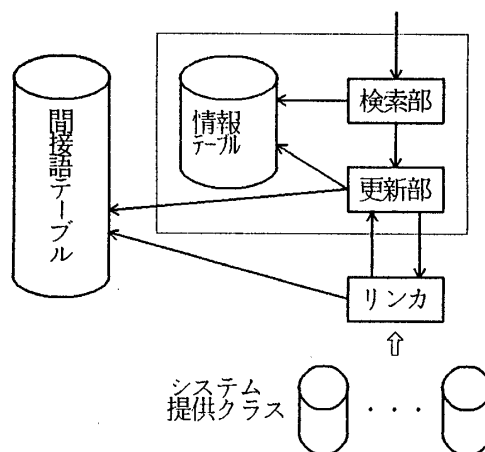 間接語テーブル
情報
テーブル
検索部
更新部
リンカ
システム
提供クラス
・・・